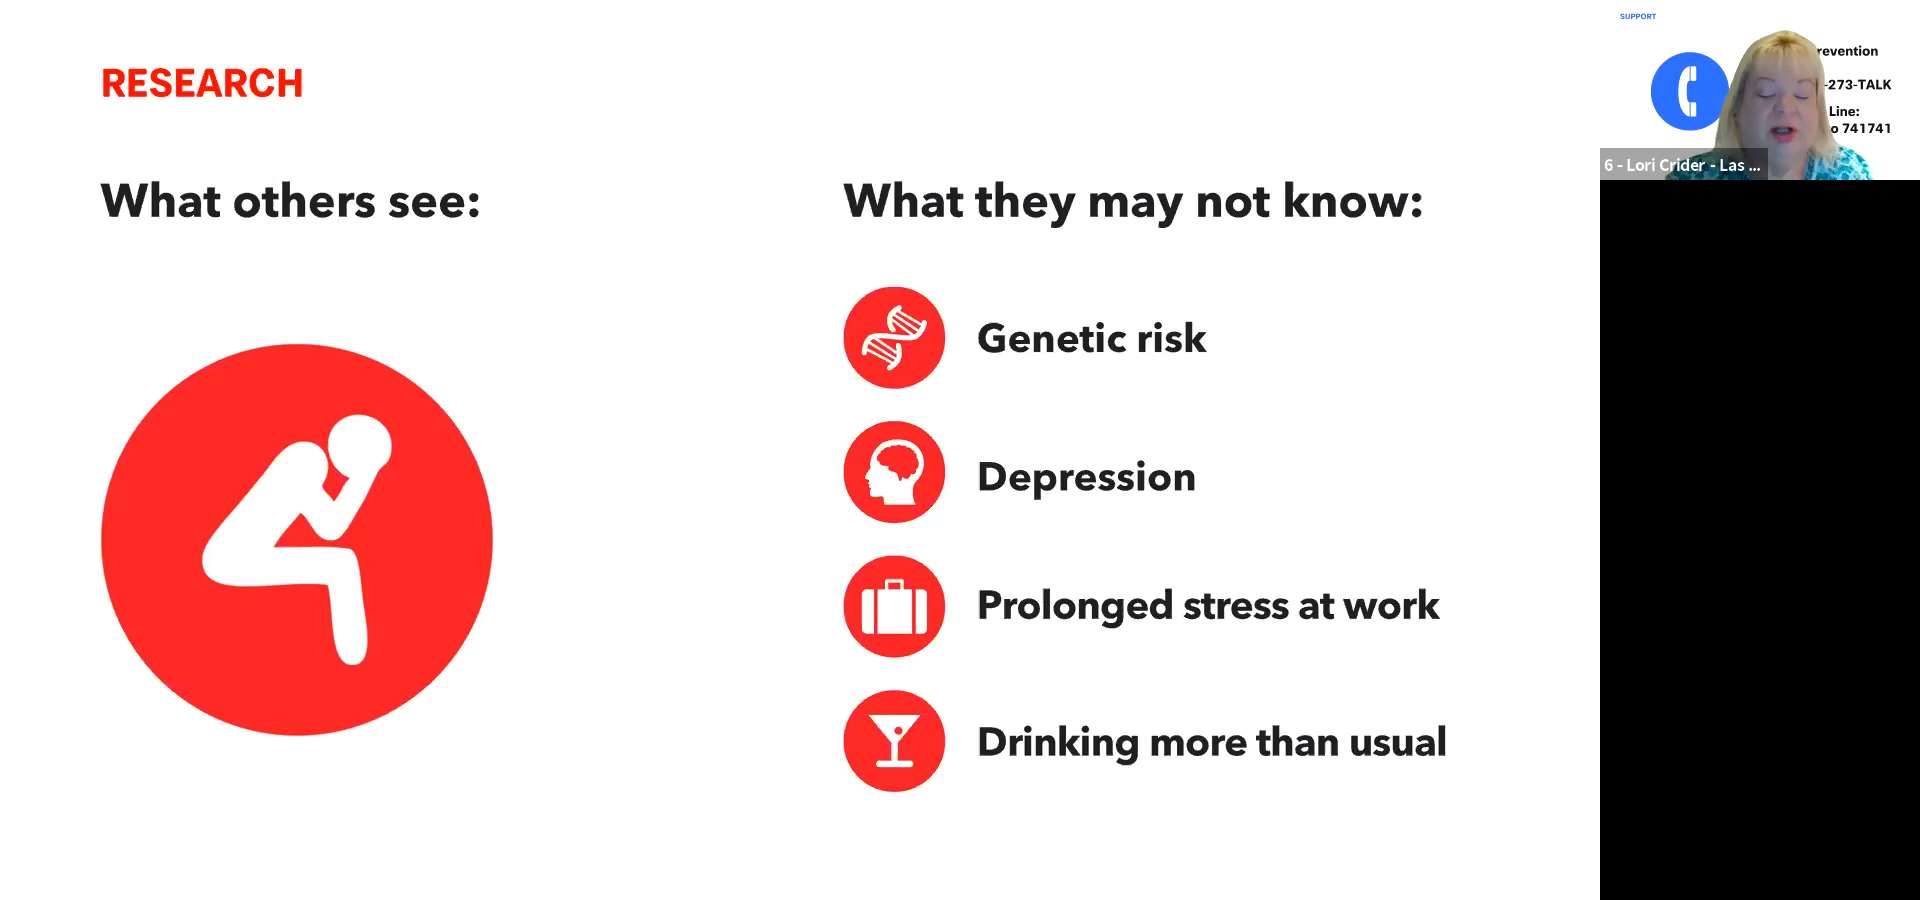 RESEARCH
What others see:
What they may not know:
Genetic risk
Depression
Prolonged stress at work
Drinking more than usual
SUPPORT
revention
-273-TALK
Line:
o 741741
6 - Lori Crider - Las ...